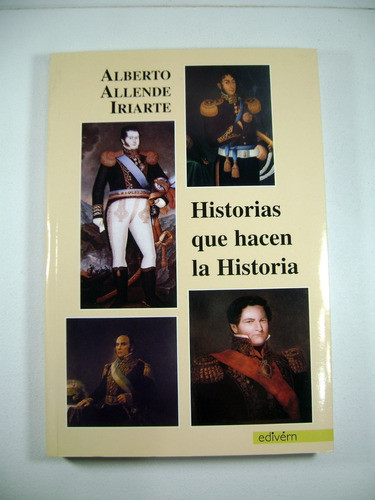 ALBERTO
ALLENDE
IRIARTE
Historias
que hacen
la Historia
edivérn